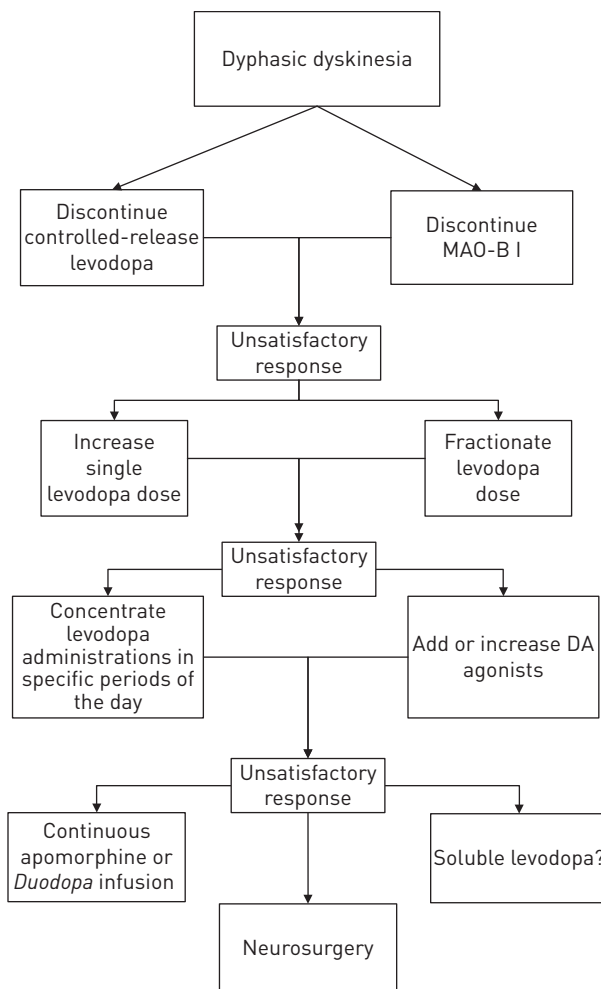 Dyphasic dyskinesia
Discontinue
controlled-release
levodopa
Discontinue
MAO-B I
Unsatisfactory
response
Increase
single
levodopa dose
Fractionate
levodopa
dose
Unsatisfactory
response
Concentrate
levodopa
administrations in
specific periods of
the day
Add or increase DA
agonists
Unsatisfactory
response
Continuous
apomorphine or
Duodopa infusion
Soluble levodopa?
Neurosurgery